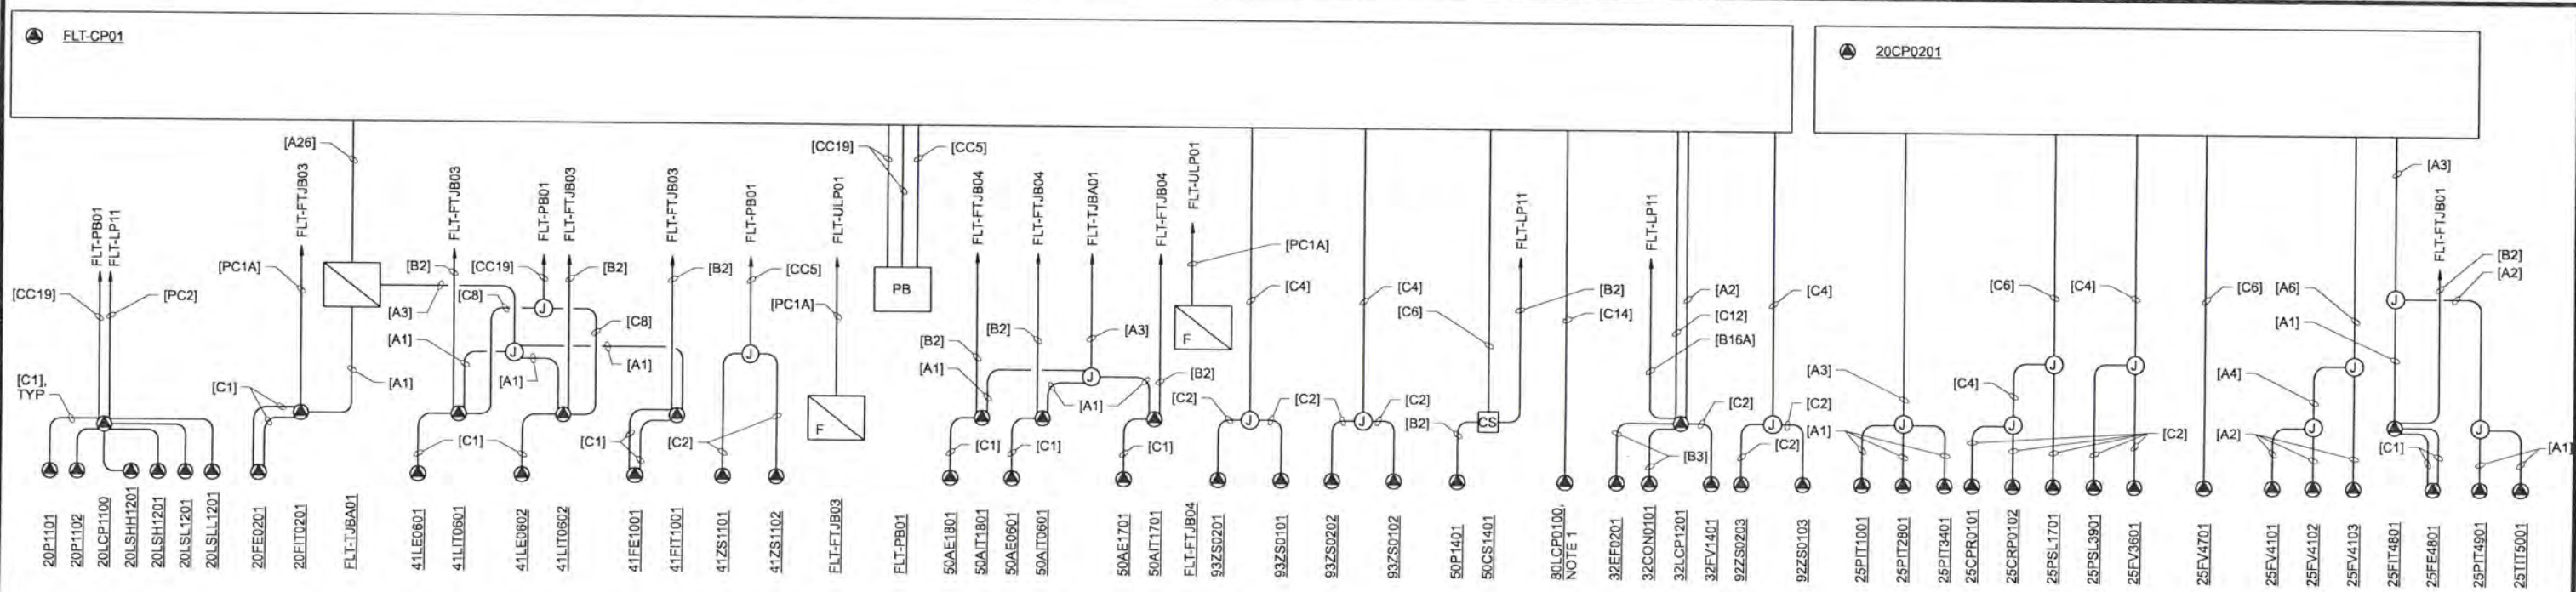 FLT-CP01
20CP0201
[A26]
[CC19]
[CC5]
[A3]
FLT-PB01
FLT-LP11
FLT-FTJB03
FLT-FTJB03
FLT-PB01
FLT-FTJB03
FLT-FTJB03
FLT-PB01
FLT-ULP01
FLT-FTJB04
FLT-FTJB04
FLT-TJBA01
FLT-FTJB04
FLT-ULP01
FLT-LP11
FLT-LP11
FLT-FTJB01
[CC19]
[PC2]
[PC1A]
[A3]
[B2]
[C8]
[CC19]
[B2]
[C8]
[B2]
[CC5]
[PC1A]
PB
[PC1A]
[C4]
[C4]
[C6]
[B2]
[C14]
[A2]
[C12]
[B16A]
[C4]
[C6]
[C4]
[C6]
[A6]
[A1]
[B2]
[A2]
J
[A1]
J
[A1]
[A1]
J
F
[B2]
[A1]
[B2]
[A3]
J
[A1]
[B2]
F
[A3]
[C4]
J
J
[A4]
J
J
[C1],
TYP
[C1]
[A1]
[C1]
[C1]
[C2]
[C1]
[C1]
[C1]
[C2]
J
[C2]
[C2]
J
[C2]
[B2]
CS
[B3]
[C2]
J
[C2]
[C2]
[A1]
J
J
[C2]
[A2]
J
[C1]
J
[A1]
20P1101
20P1102
20LCP1100
20LSHH1201
20LSH1201
20LSL1201
20LSLL1201
20FE0201
20FIT0201
FLT-TJBA01
41LE0601
41LIT0601
41LE0602
41LIT0602
41FE1001
41FIT1001
41ZS1101
41ZS1102
FLT-FTJB03
FLT-PB01
50AE1801
50AIT1801
50AE0601
50AIT0601
50AE1701
50AIT1701
FLT-FTJB04
93ZS0201
93ZS0101
93ZS0202
93ZS0102
50P1401
50CS1401
80LCP0100,
NOTE 1
32EF0201
32CON0101
32LCP1201
32FV1401
92ZS0203
92ZS0103
25PIT1001
25PIT2801
25PIT3401
25CPR0101
25CRP0102
25PSL1701
25PSL3901
25FV3601
25FV4701
25FV4101
25FV4102
25FV4103
25FIT4801
25FE4801
25PIT4901
25TIT5001